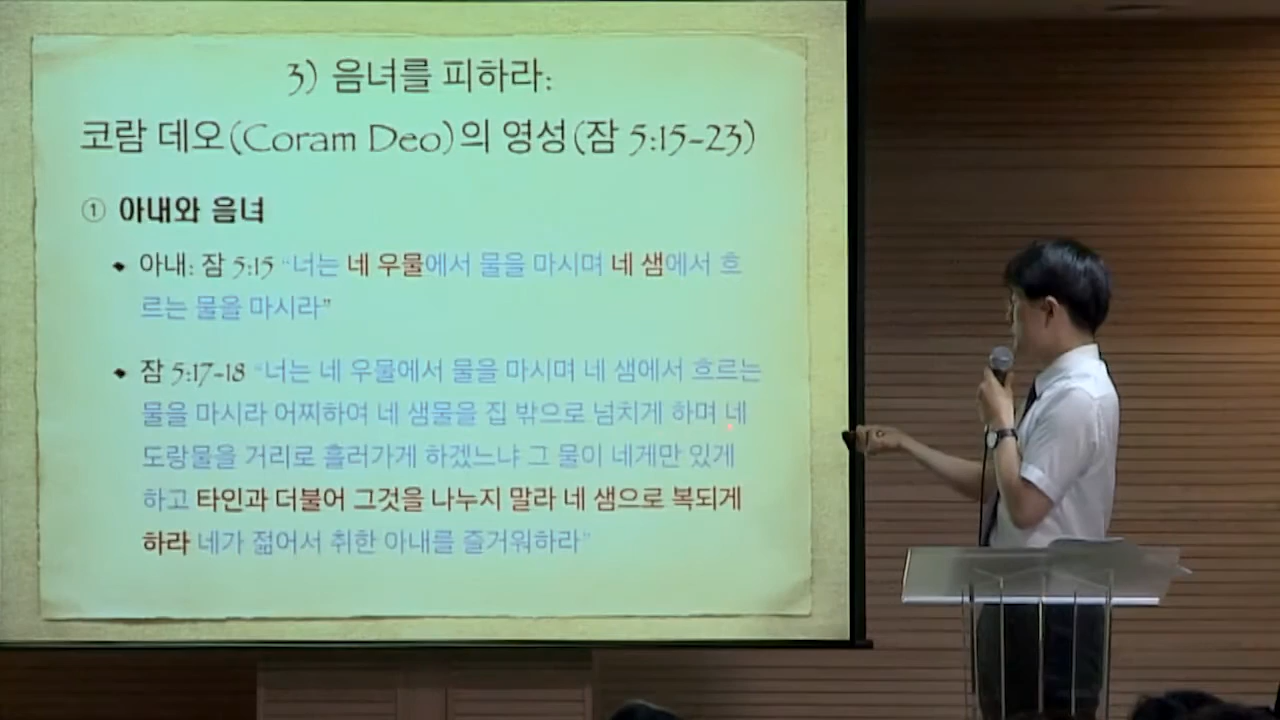 3) 음녀를 피하라:
코람 데오(Coram Deo)의 영성(잠 5:15-23)
① 아내와 음녀
◆ 아내: 잠 5:15 “너는 네 우물에서 물을 마시며 네 샘에서 흐
르는 물을 마시라”
◆ 잠 5:17-18 “너는 네 우물에서 물을 마시며 네 샘에서 흐르는
물을 마시라 어찌하여 네 샘물을 집 밖으로 넘치게 하며 네
도랑물을 거리로 흘러가게 하겠느냐 그 물이 네게만 있게
하고 타인과 더불어 그것을 나누지 말라 네 샘으로 복되게
하라 네가 젊어서 취한 아내를 즐거워하라”